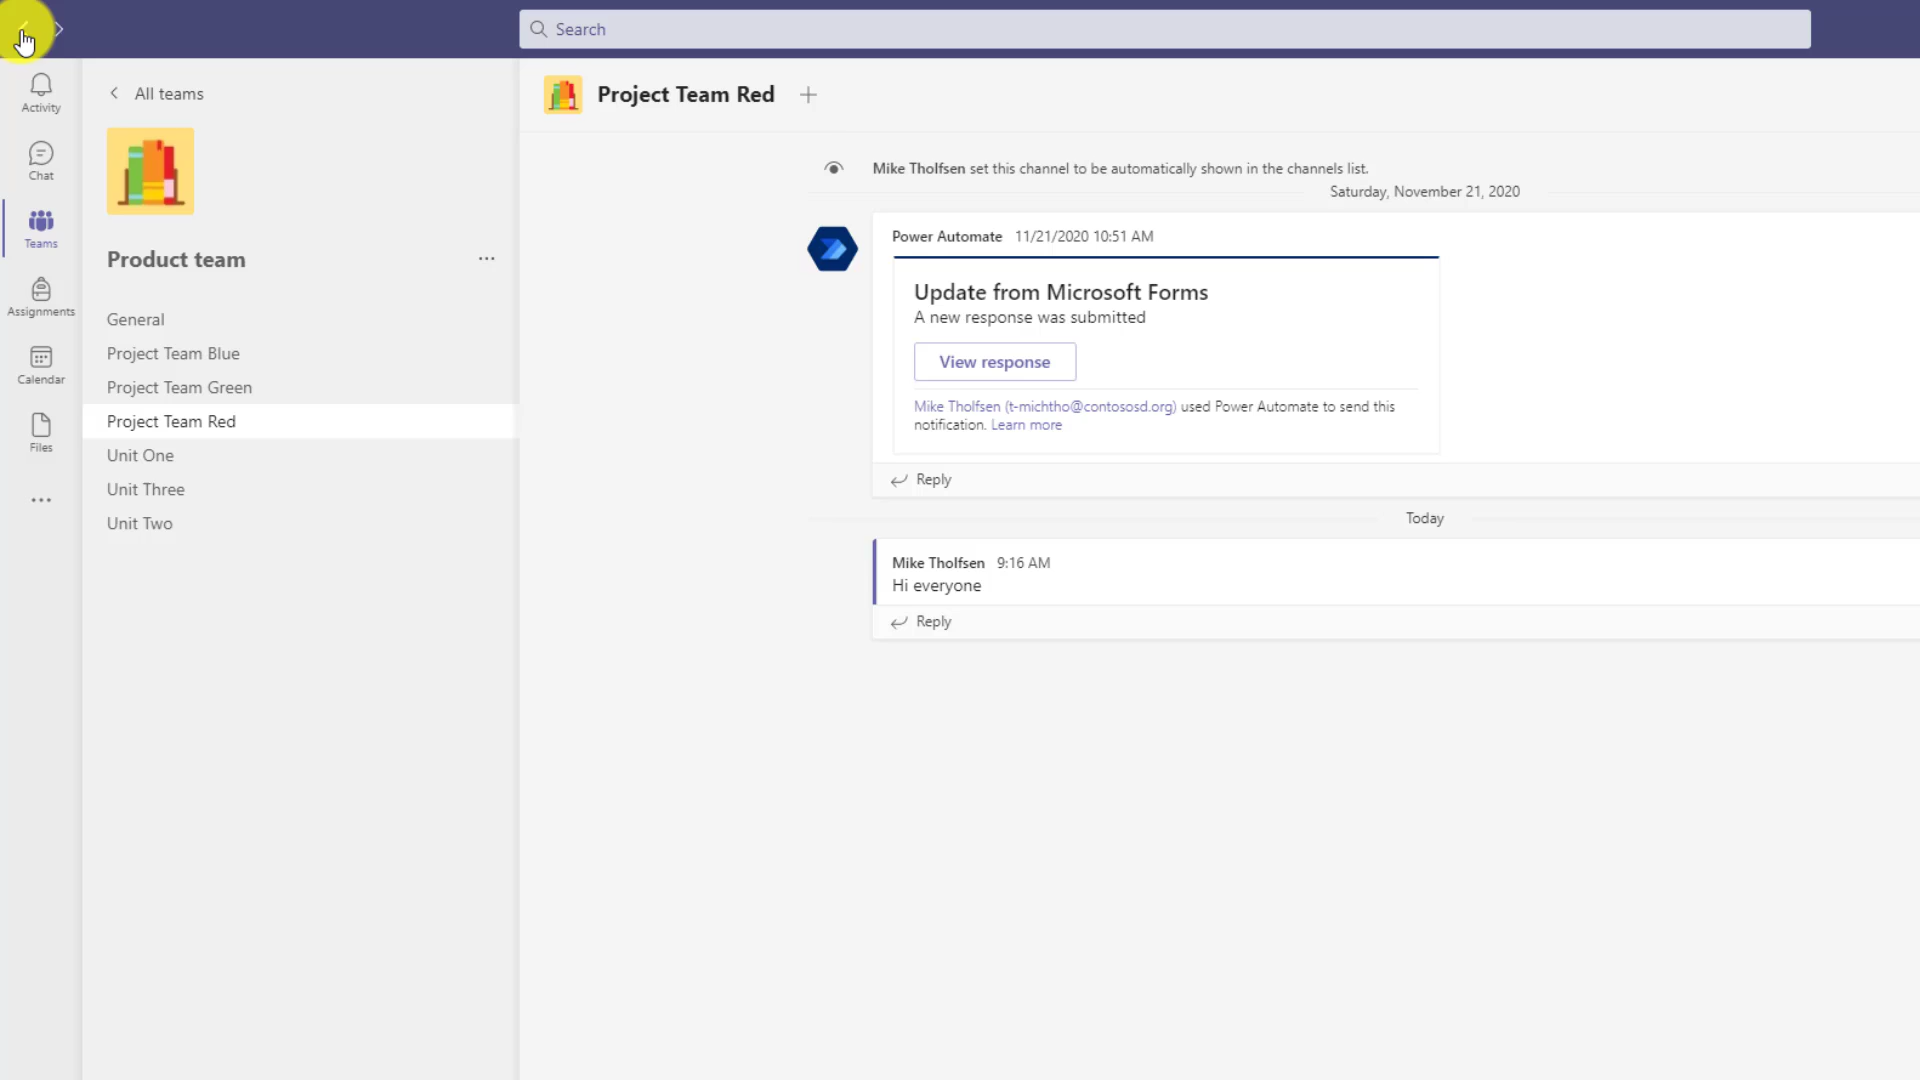 Search
Activity
Chat
Teams
Assignments
Calendar
Files
All teams
Product team
General
Project Team Blue
Project Team Green
Project Team Red
Unit One
Unit Three
Unit Two
Project Team Red
Mike Tholfsen set this channel to be automatically shown in the channels list.
Saturday, November 21, 2020
Power Automate 11/21/2020 10:51 AM
Update from Microsoft Forms
A new response was submitted
View response
Mike Tholfsen (t-michtho@contososd.org) used Power Automate to send this
notification. Learn more
Reply
Today
Mike Tholfsen 9:16 AM
Hi everyone
Reply